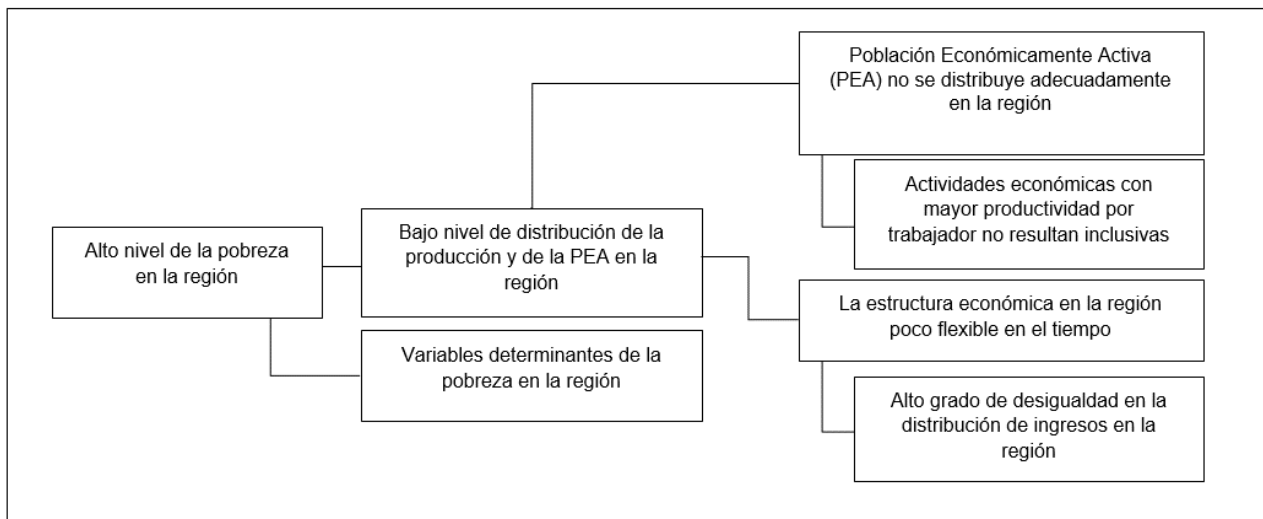 Población Económicamente Activa
(PEA) no se distribuye adecuadamente
en la región
Actividades económicas con
mayor productividad por
trabajador no resultan inclusivas
Alto nivel de la pobreza
en la región
Bajo nivel de distribución de la
producción y de la PEA en la
región
La estructura económica en la región
poco flexible en el tiempo
Variables determinantes de la
pobreza en la región
Alto grado de desigualdad en la
distribución de ingresos en la
región